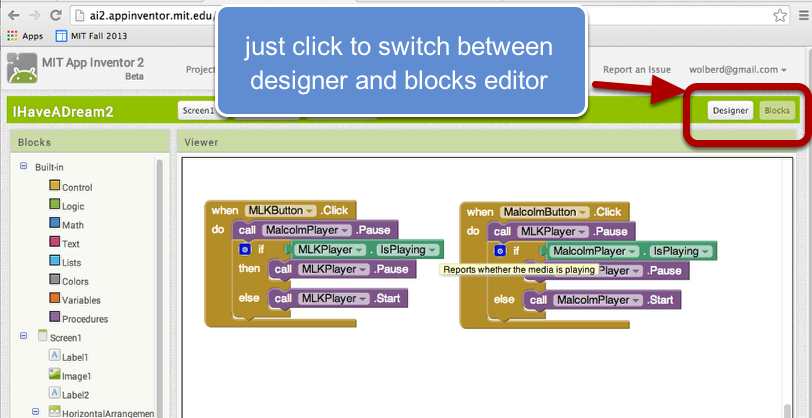 ai2.appinventor.mit.edu/
Apps
MIT Fall 2013
just click to switch between
designer and blocks editor
MIT App Inventor 2
Beta
Report an Issue
wolberd@gmail.com
IHaveADream2
Screen1
Designer
Blocks
Blocks
Viewer
Built-in
Control
Logic
Math
Text
Lists
Colors
Variables
Procedures
Screen1
Label1
Image1
Label2
HorizontalArrangemen
when MLKButton .Click
do call MalcolmPlayer .Pause
if MLKPlayer . IsPlaying
then call MLKPlayer .Pause
else call MLKPlayer .Start
when MalcolmButton .Click
do call MLKPlayer .Pause
if MalcolmPlayer . IsPlaying
Reports whether the media is playing
Player .Pause
else call MalcolmPlayer .Start